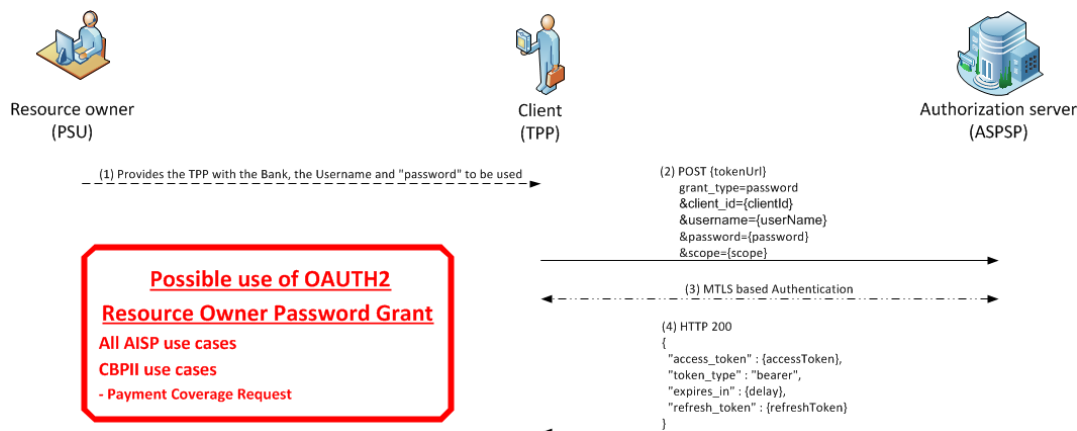 Resource owner
(PSU)
Client
(TPP)
Authorization server
(ASPSP)
(1) Provides the TPP with the Bank, the Username and "password" to be used
(2) POST {tokenUrl}
grant_type=password
&client_id={clientId}
&username={userName}
&password={password}
&scope={scope}
Possible use of OAUTH2
Resource Owner Password Grant
All AISP use cases
CBPII use cases
- Payment Coverage Request
(3) MTLS based Authentication
(4) HTTP 200
{
"access_token" : {accessToken},
"token_type" : "bearer",
"expires_in" : {delay},
"refresh_token" : {refreshToken}
}